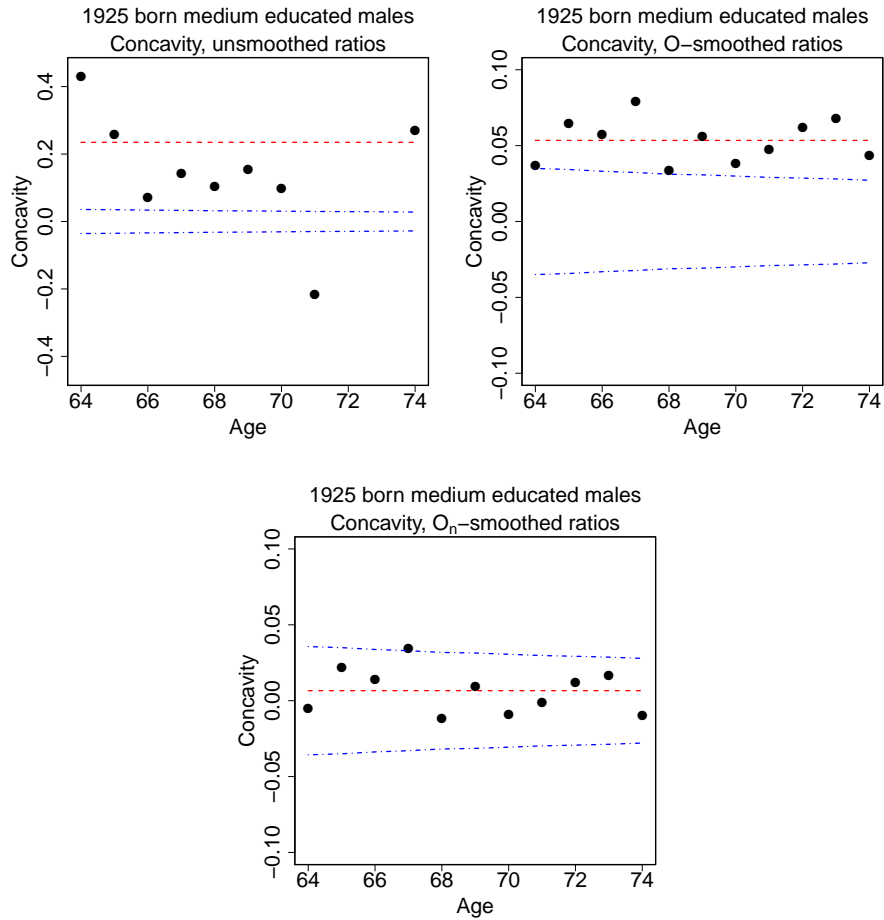 1925 born medium educated males
Concavity, unsmoothed ratios
0.4
0.2
0.0
−0.2
−0.4
Concavity
64 66 68 70 72 74
Age
1925 born medium educated males
Concavity, O−smoothed ratios
0.10
0.05
0.00
−0.05
−0.10
Concavity
64 66 68 70 72 74
Age
1925 born medium educated males
Concavity, Oₙ−smoothed ratios
0.10
0.05
0.00
−0.05
−0.10
Concavity
64 66 68 70 72 74
Age